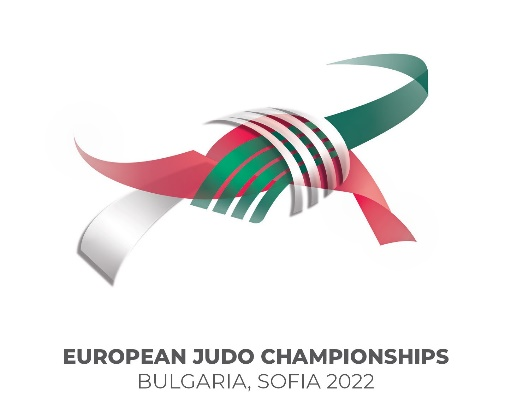 EUROPEAN JUDO CHAMPIONSHIPS
BULGARIA, SOFIA 2022